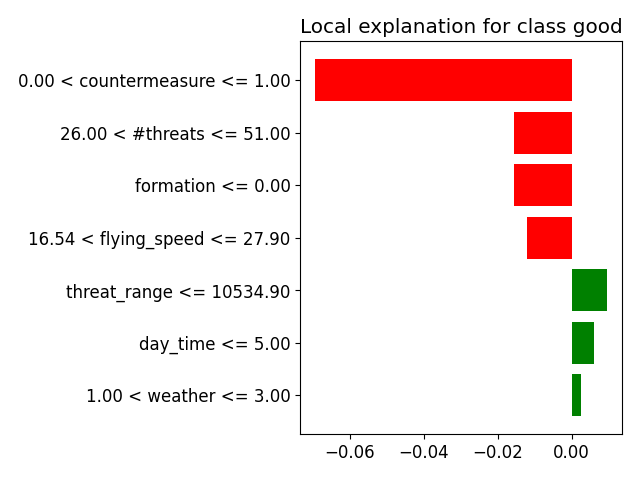 Local explanation for class good
0.00 < countermeasure <= 1.00
26.00 < #threats <= 51.00
formation <= 0.00
16.54 < flying_speed <= 27.90
threat_range <= 10534.90
day_time <= 5.00
1.00 < weather <= 3.00
−0.06 −0.04 −0.02 0.00